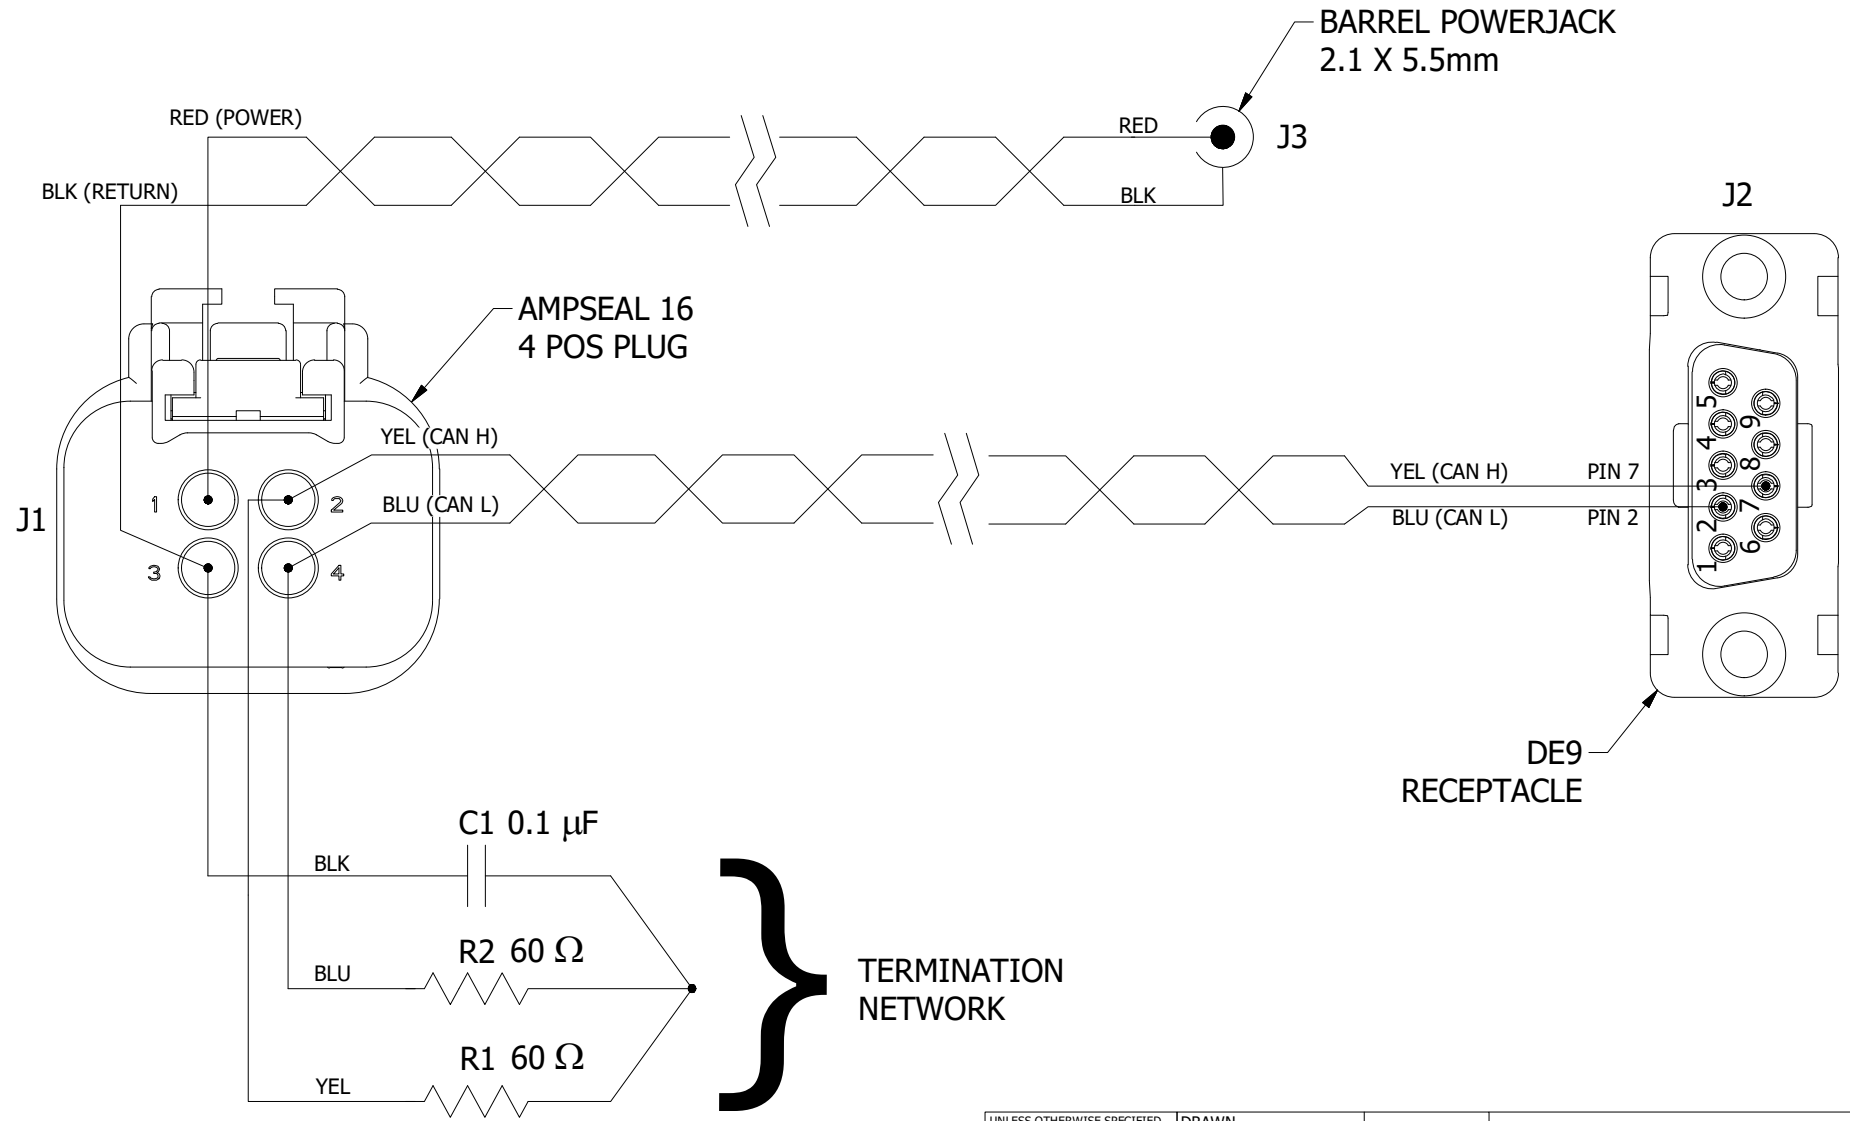 BARREL POWERJACK
2.1 X 5.5mm
RED (POWER)
RED
J3
BLK (RETURN)
BLK
J2
AMPSEAL 16
4 POS PLUG
YEL (CAN H)
BLU (CAN L)
J1
1
2
3
4
YEL (CAN H)
PIN 7
BLU (CAN L)
PIN 2
5
9
4
8
3
7
2
6
1
DE9
RECEPTACLE
C1 0.1 μF
BLK
R2 60 Ω
BLU
TERMINATION
NETWORK
R1 60 Ω
YEL
UNLESS OTHERWISE SPECIFIED
DRAWN